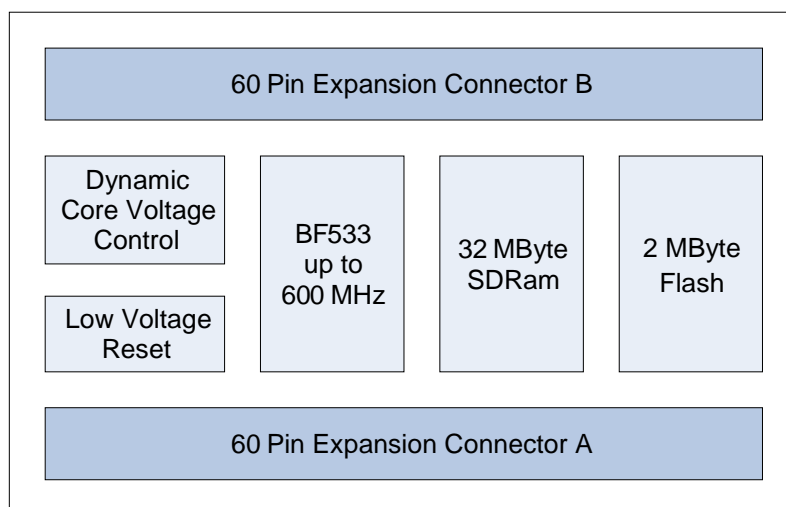 60 Pin Expansion Connector B
Dynamic
Core Voltage
Control
Low Voltage
Reset
BF533
up to
600 MHz
32 MByte
SDRam
2 MByte
Flash
60 Pin Expansion Connector A